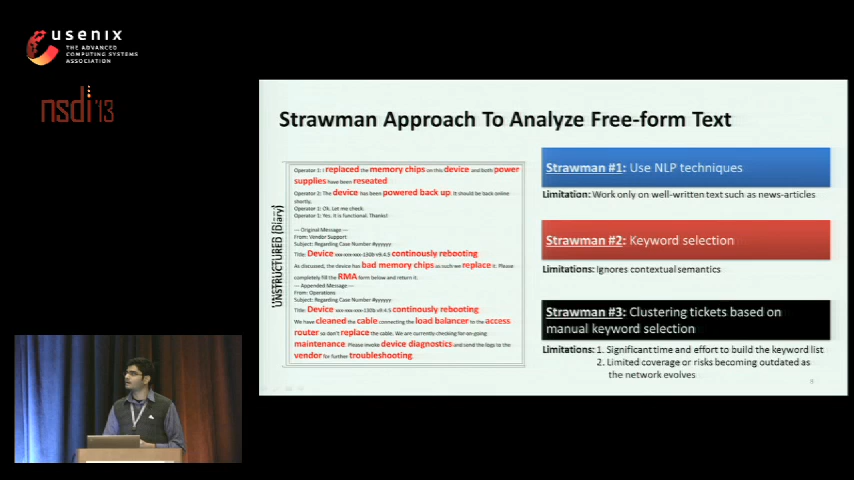 usenix
THE ADVANCED
COMPUTING SYSTEMS
ASSOCIATION
nsdi '13
Strawman Approach To Analyze Free-form Text
UNSTRUCTURED (Diary)
Operator 1: I replaced the memory chips on this device and both power
supplies have been reseated
Operator 2: The device has been powered back up. It should be back online
shortly.
Operator 1: Ok. Let me check.
Operator 1: Yes. It is functional. Thanks!
--- Original Message ---
From: Vendor Support
Subject: Regarding Case Number #yyyyyy
Title: Device xxx-xxx-xxx-130b v9.4.5 continously rebooting
As discussed, the device has bad memory chips as such we replace it. Please
completely fill the RMA form below and return it.
--- Appended Message ---
From: Operations
Subject: Regarding Case Number #yyyyyy
Title: Device xxx-xxx-xxx-130b v9.4.5 continously rebooting
We have cleaned the cable connecting the load balancer to the access
router so don't replace the cable. We are currently checking for on-going
maintenance. Please invoke device diagnostics and send the logs to the
vendor for further troubleshooting
Strawman #1: Use NLP techniques
Limitation: Work only on well-written text such as news-articles
Strawman #2: Keyword selection
Limitations: Ignores contextual semantics
Strawman #3: Clustering tickets based on
manual keyword selection
Limitations: 1. Significant time and effort to build the keyword list
2. Limited coverage or risks becoming outdated as
the network evolves